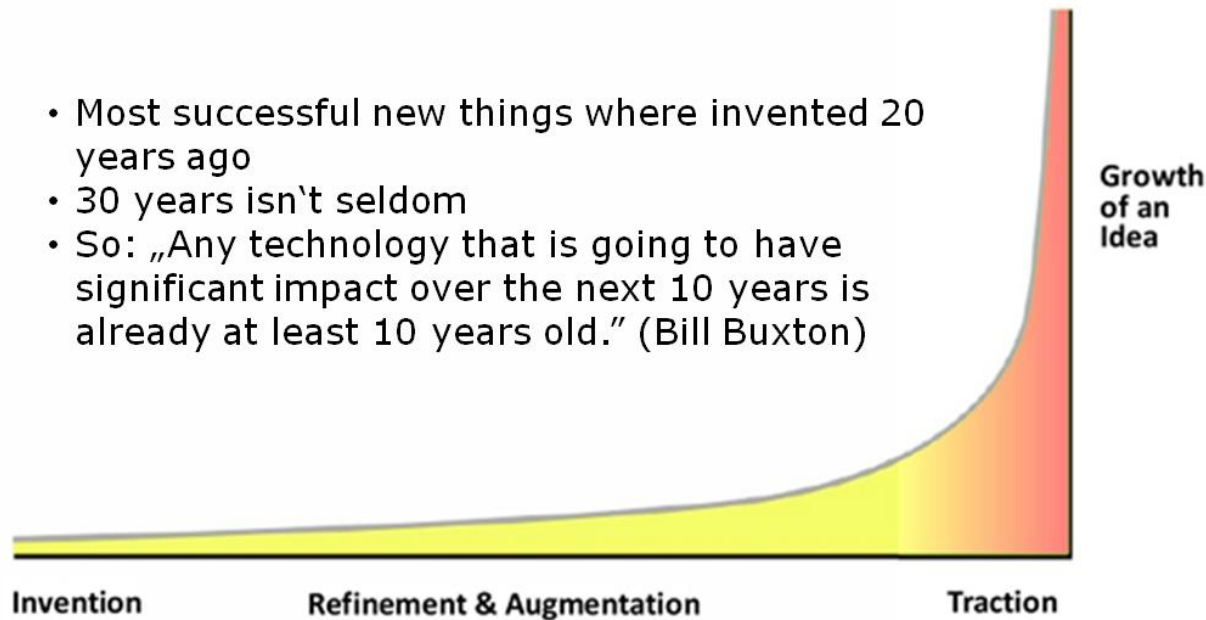 • Most successful new things where invented 20
years ago
• 30 years isn‘t seldom
• So: „Any technology that is going to have
significant impact over the next 10 years is
already at least 10 years old.” (Bill Buxton)
Growth
of an
Idea
Invention
Refinement & Augmentation
Traction